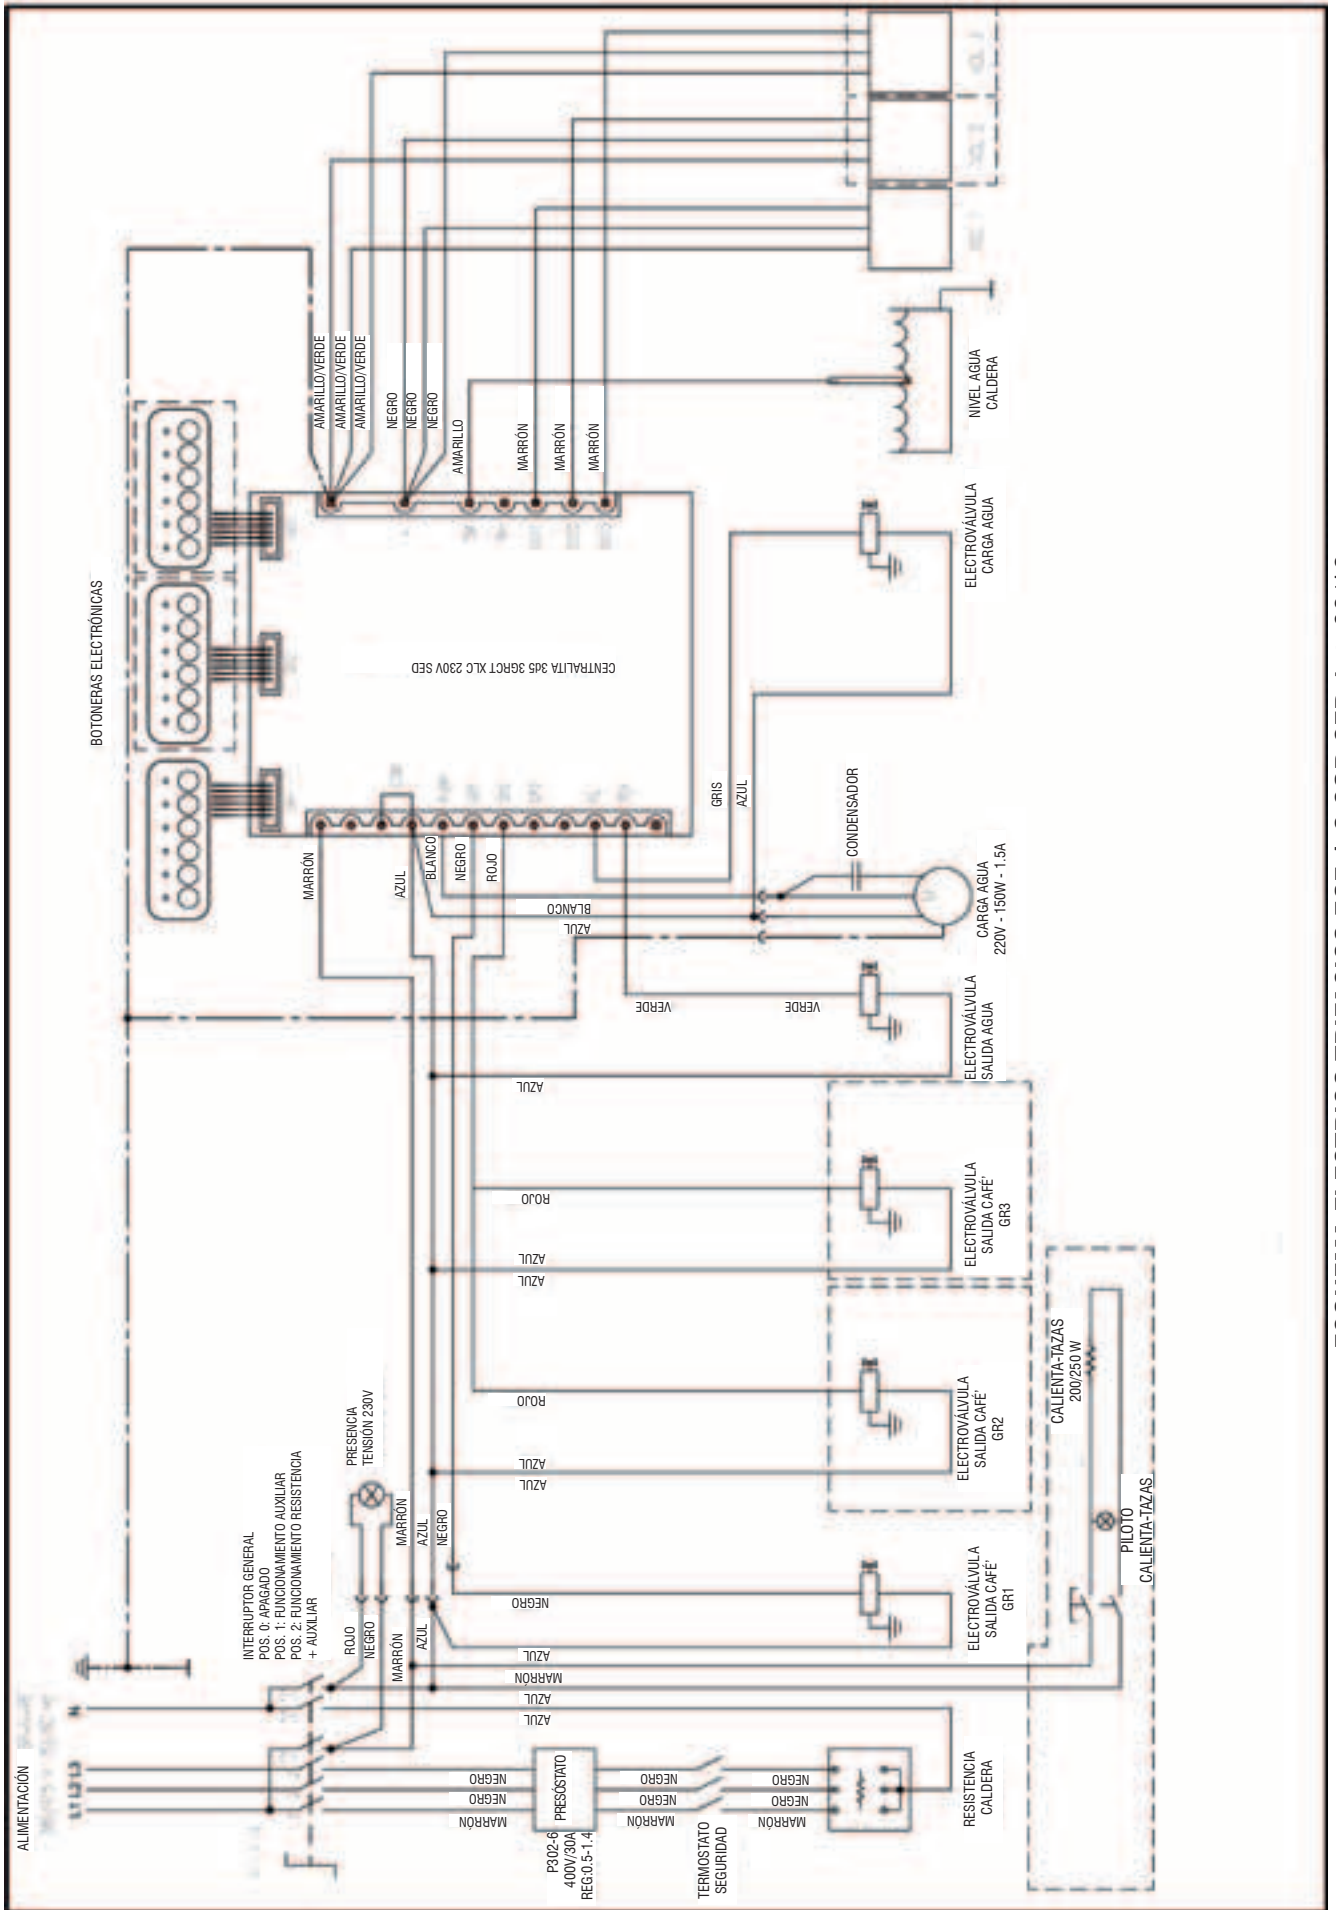 ALIMENTACIÓN
L1 L2 L3
N
INTERRUPTOR GENERAL
POS. 0: APAGADO
POS. 1: FUNCIONAMIENTO AUXILIAR
POS. 2: FUNCIONAMIENTO RESISTENCIA
+ AUXILIAR
PRESENCIA
TENSIÓN 230V
BOTONERAS ELECTRÓNICAS
CENTRALITA 3d5 3GRCT XLC 230V SED
ROJO
NEGRO
MARRÓN
AZUL
MARRÓN
AZUL
NEGRO
MARRÓN
AZUL
BLANCO
NEGRO
ROJO
AMARILLO/VERDE
AMARILLO/VERDE
AMARILLO/VERDE
NEGRO
NEGRO
NEGRO
AMARILLO
MARRÓN
MARRÓN
MARRÓN
NEGRO
NEGRO
MARRÓN
P302-6
400V/30A
REG:0.5-1.4
PRESÓSTATO
NEGRO
NEGRO
MARRÓN
TERMOSTATO
SEGURIDAD
NEGRO
NEGRO
MARRÓN
RESISTENCIA
CALDERA
AZUL
MARRÓN
AZUL
AZUL
NEGRO
AZUL
AZUL
ROJO
AZUL
AZUL
ROJO
AZUL
VERDE
VERDE
BLANCO
AZUL
GRIS
AZUL
CONDENSADOR
ELECTROVÁLVULA
SALIDA CAFÉ'
GR1
ELECTROVÁLVULA
SALIDA CAFÉ'
GR2
ELECTROVÁLVULA
SALIDA CAFÉ'
GR3
ELECTROVÁLVULA
SALIDA AGUA
CARGA AGUA
220V - 150W - 1.5A
ELECTROVÁLVULA
CARGA AGUA
NIVEL AGUA
CALDERA
CALIENTA-TAZAS
200/250 W
PILOTO
CALIENTA-TAZAS